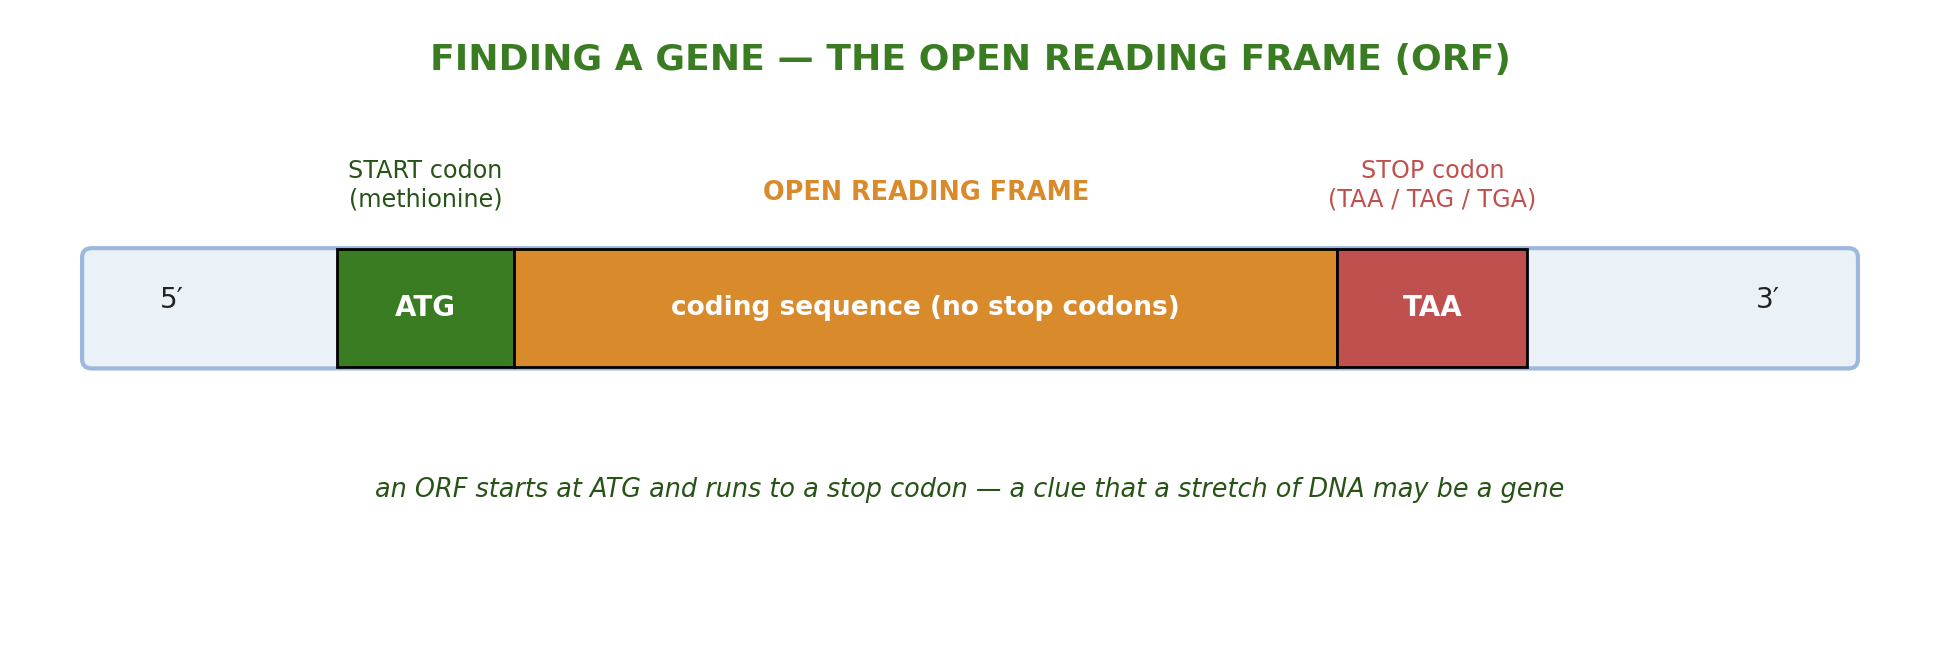 FINDING A GENE — THE OPEN READING FRAME (ORF)
START codon
(methionine)
OPEN READING FRAME
STOP codon
(TAA / TAG / TGA)
5′
ATG
coding sequence (no stop codons)
TAA
3′
an ORF starts at ATG and runs to a stop codon — a clue that a stretch of DNA may be a gene